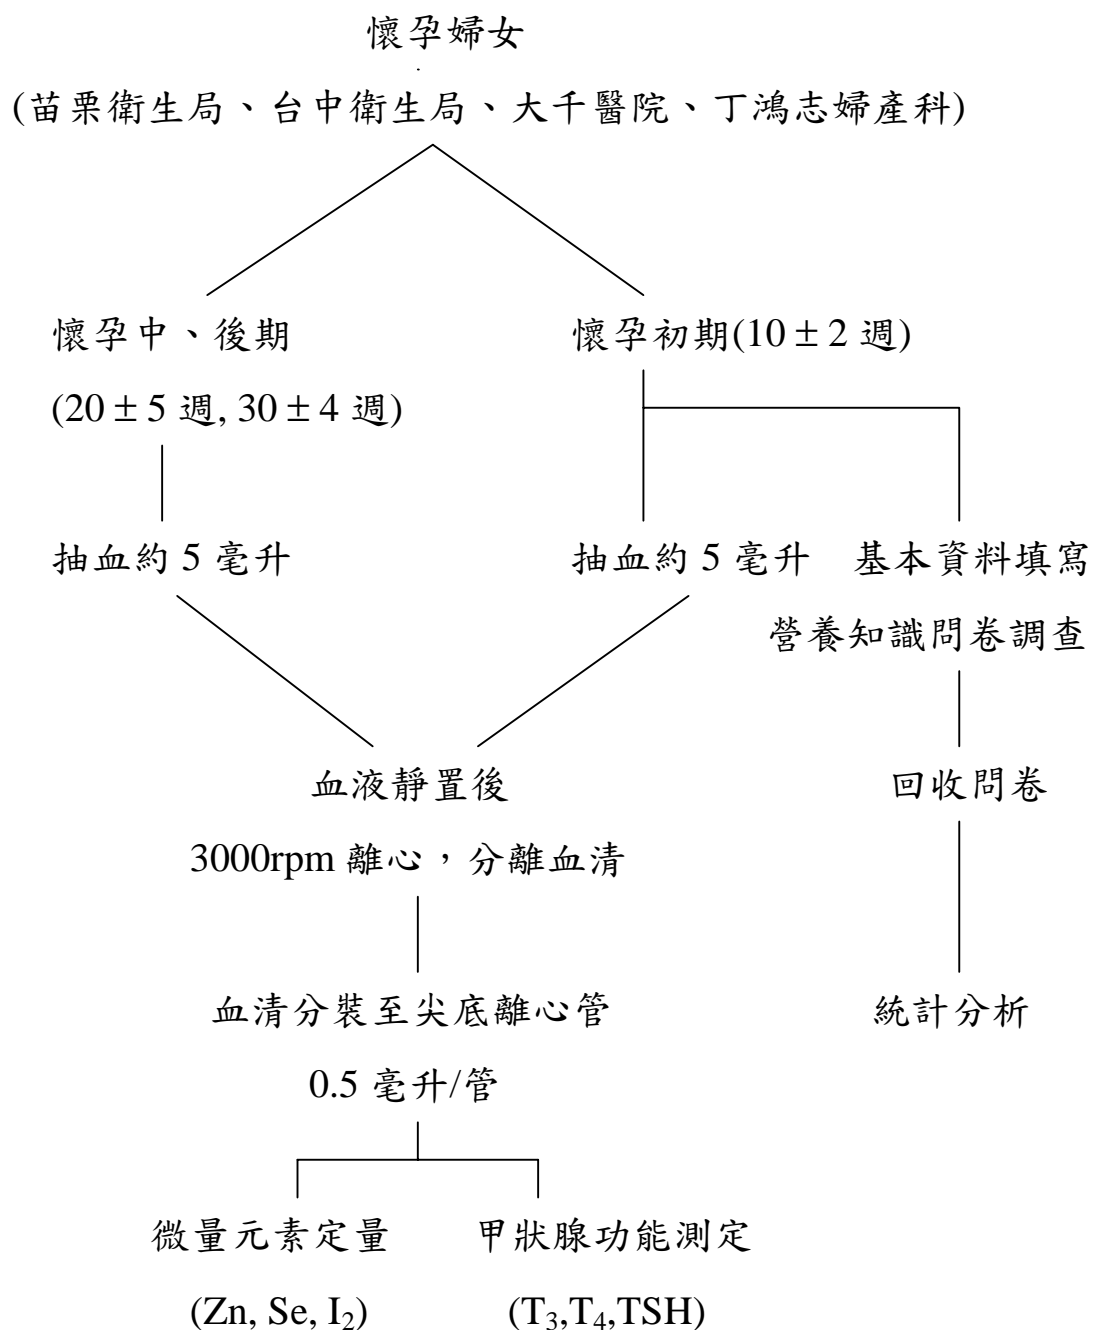 懷孕婦女
(苗栗衛生局、台中衛生局、大千醫院、丁鴻志婦產科)
懷孕中、後期
(20 ± 5 週, 30 ± 4 週)
懷孕初期(10 ± 2 週)
抽血約 5 毫升
抽血約 5 毫升
基本資料填寫
營養知識問卷調查
血液靜置後
3000rpm 離心，分離血清
回收問卷
血清分裝至尖底離心管
0.5 毫升/管
統計分析
微量元素定量
(Zn, Se, I₂)
甲狀腺功能測定
(T₃,T₄,TSH)